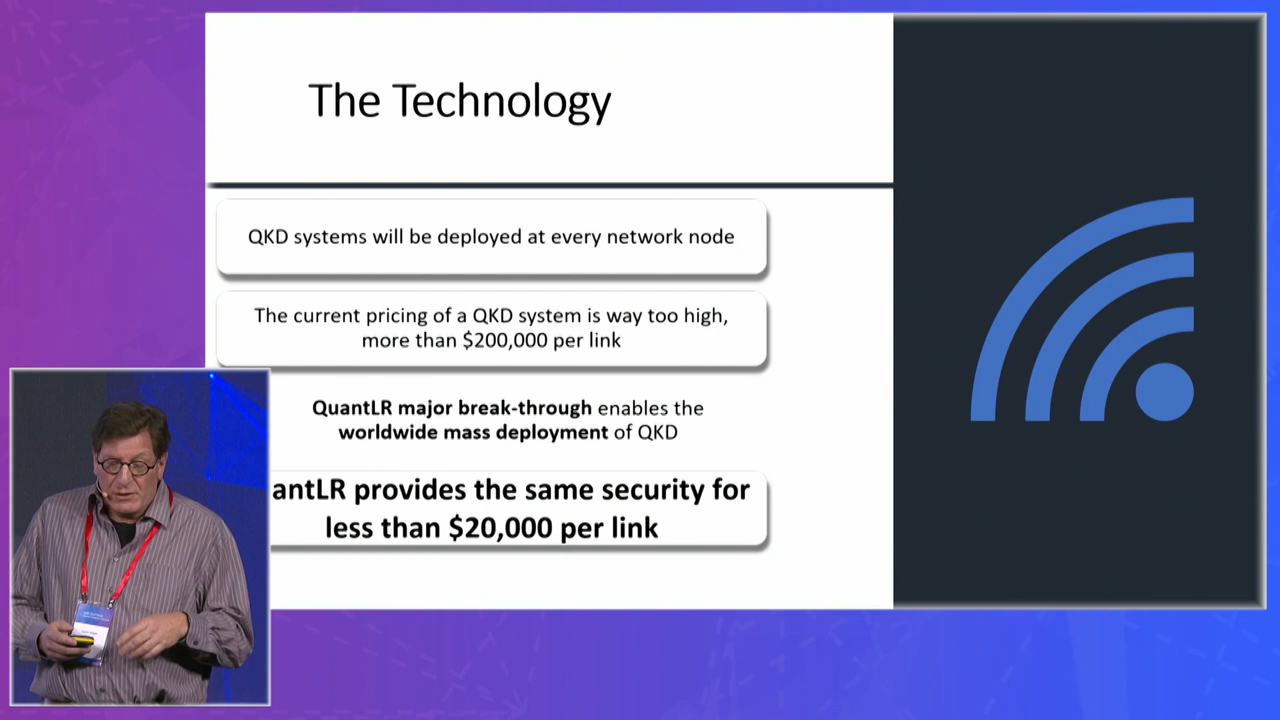 The Technology
QKD systems will be deployed at every network node
The current pricing of a QKD system is way too high,
more than $200,000 per link
QuantLR major break-through enables the
worldwide mass deployment of QKD
antLR provides the same security for
less than $20,000 per link